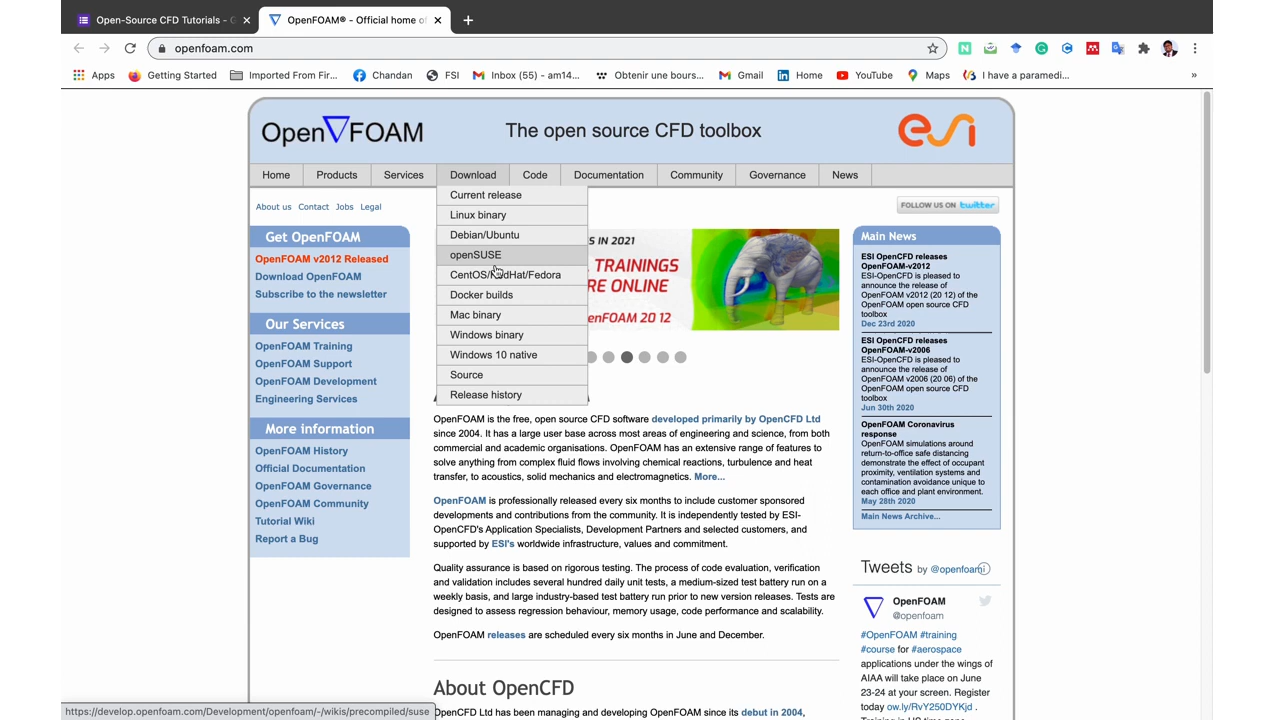 Open-Source CFD Tutorials - G
OpenFOAM® - Official home of
openfoam.com
Apps
Getting Started
Imported From Fir...
Chandan
FSI
Inbox (55) - am14...
Obtenir une bours...
Gmail
Home
YouTube
Maps
I have a paramedi...
»
Open FOAM
The open source CFD toolbox
esi
Home
Products
Services
Download
Code
Documentation
Community
Governance
News
About us
Contact
Jobs
Legal
FOLLOW US ON twitter
Current release
Linux binary
Debian/Ubuntu
openSUSE
CentOS/RedHat/Fedora
Docker builds
Mac binary
Windows binary
Windows 10 native
Source
Release history
Get OpenFOAM
OpenFOAM v2012 Released
Download OpenFOAM
Subscribe to the newsletter
Our Services
OpenFOAM Training
OpenFOAM Support
OpenFOAM Development
Engineering Services
More information
OpenFOAM History
Official Documentation
OpenFOAM Governance
OpenFOAM Community
Tutorial Wiki
Report a Bug
S IN 2021
TRAININGS
RE ONLINE
enFOAM 20 12
OpenFOAM is the free, open source CFD software developed primarily by OpenCFD Ltd
since 2004. It has a large user base across most areas of engineering and science, from both
commercial and academic organisations. OpenFOAM has an extensive range of features to
solve anything from complex fluid flows involving chemical reactions, turbulence and heat
transfer, to acoustics, solid mechanics and electromagnetics. More...
OpenFOAM is professionally released every six months to include customer sponsored
developments and contributions from the community. It is independently tested by ESI-
OpenCFD's Application Specialists, Development Partners and selected customers, and
supported by ESI's worldwide infrastructure, values and commitment.
Quality assurance is based on rigorous testing. The process of code evaluation, verification
and validation includes several hundred daily unit tests, a medium-sized test battery run on a
weekly basis, and large industry-based test battery run prior to new version releases. Tests are
designed to assess regression behaviour, memory usage, code performance and scalability.
OpenFOAM releases are scheduled every six months in June and December.
About OpenCFD
OpenCFD Ltd has been managing and developing OpenFOAM since its debut in 2004,
Main News
ESI OpenCFD releases
OpenFOAM-v2012
ESI-OpenCFD is pleased to
announce the release of
OpenFOAM v2012 (20 12) of the
OpenFOAM open source CFD
toolbox
Dec 23rd 2020
ESI OpenCFD releases
OpenFOAM-v2006
ESI-OpenCFD is pleased to
announce the release of
OpenFOAM v2006 (20 06) of the
OpenFOAM open source CFD
toolbox
Jun 30th 2020
OpenFOAM Coronavirus
response
OpenFOAM simulations around
return-to-office safe distancing
demonstrate the effect of occupant
proximity, ventilation systems and
contamination avoidance unique to
each office and plant environment.
May 28th 2020
Main News Archive...
Tweets by @openfoam
OpenFOAM
@openfoam
#OpenFOAM #training
#course for #aerospace
applications under the wings of
AIAA will take place on June
23-24 at your screen. Register
today ow.ly/RvY250DYKjd .
https://develop.openfoam.com/Development/openfoam/-/wikis/precompiled/suse